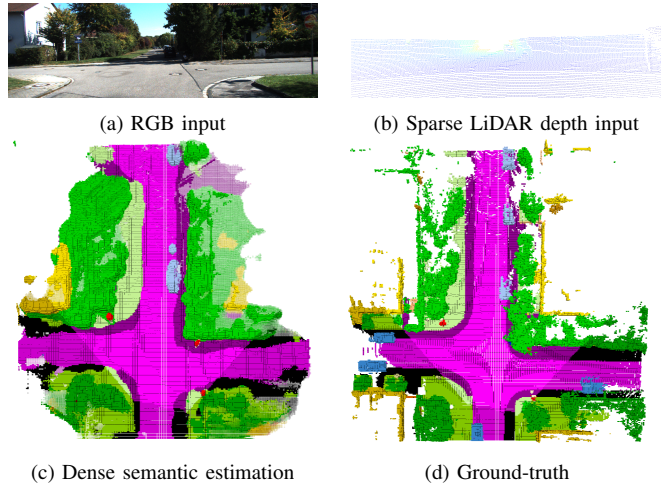 (a) RGB input
(b) Sparse LiDAR depth input
(c) Dense semantic estimation
(d) Ground-truth